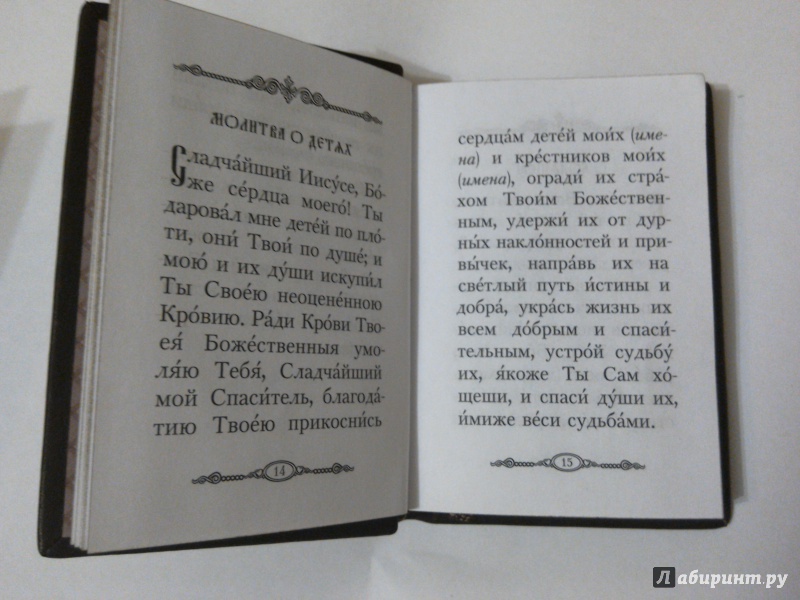 МОЛИТВА О ДЕТЯХ
Сладча́йший Иису́се, Бо́-
же се́рдца моего́! Ты
дарова́л мне дете́й по пло́-
ти, они́ Твои́ по душе́; и
мою́ и их ду́ши искупи́л
Ты Свое́ю неоцене́нною
Кро́вию. Ра́ди Кро́ви Тво-
ея́ Боже́ственныя умо-
ля́ю Тебя́, Сладча́йший
мой Спаси́тель, благода́-
тию Твое́ю прикосни́сь
14
сердца́м дете́й мои́х (име-
на) и кре́стников мои́х
(имена), огради́ их стра́-
хом Твои́м Боже́ствен-
ным, удержи́ их от дур-
ны́х накло́нностей и при-
вы́чек, напра́вь их на
све́тлый путь и́стины и
добра́, укра́сь жизнь их
всем до́брым и спаси́-
тельным, устро́й судьбу́
их, я́коже Ты Сам хо́-
щеши, и спаси́ ду́ши их,
и́миже ве́си судьба́ми.
15
Лабиринт.ру